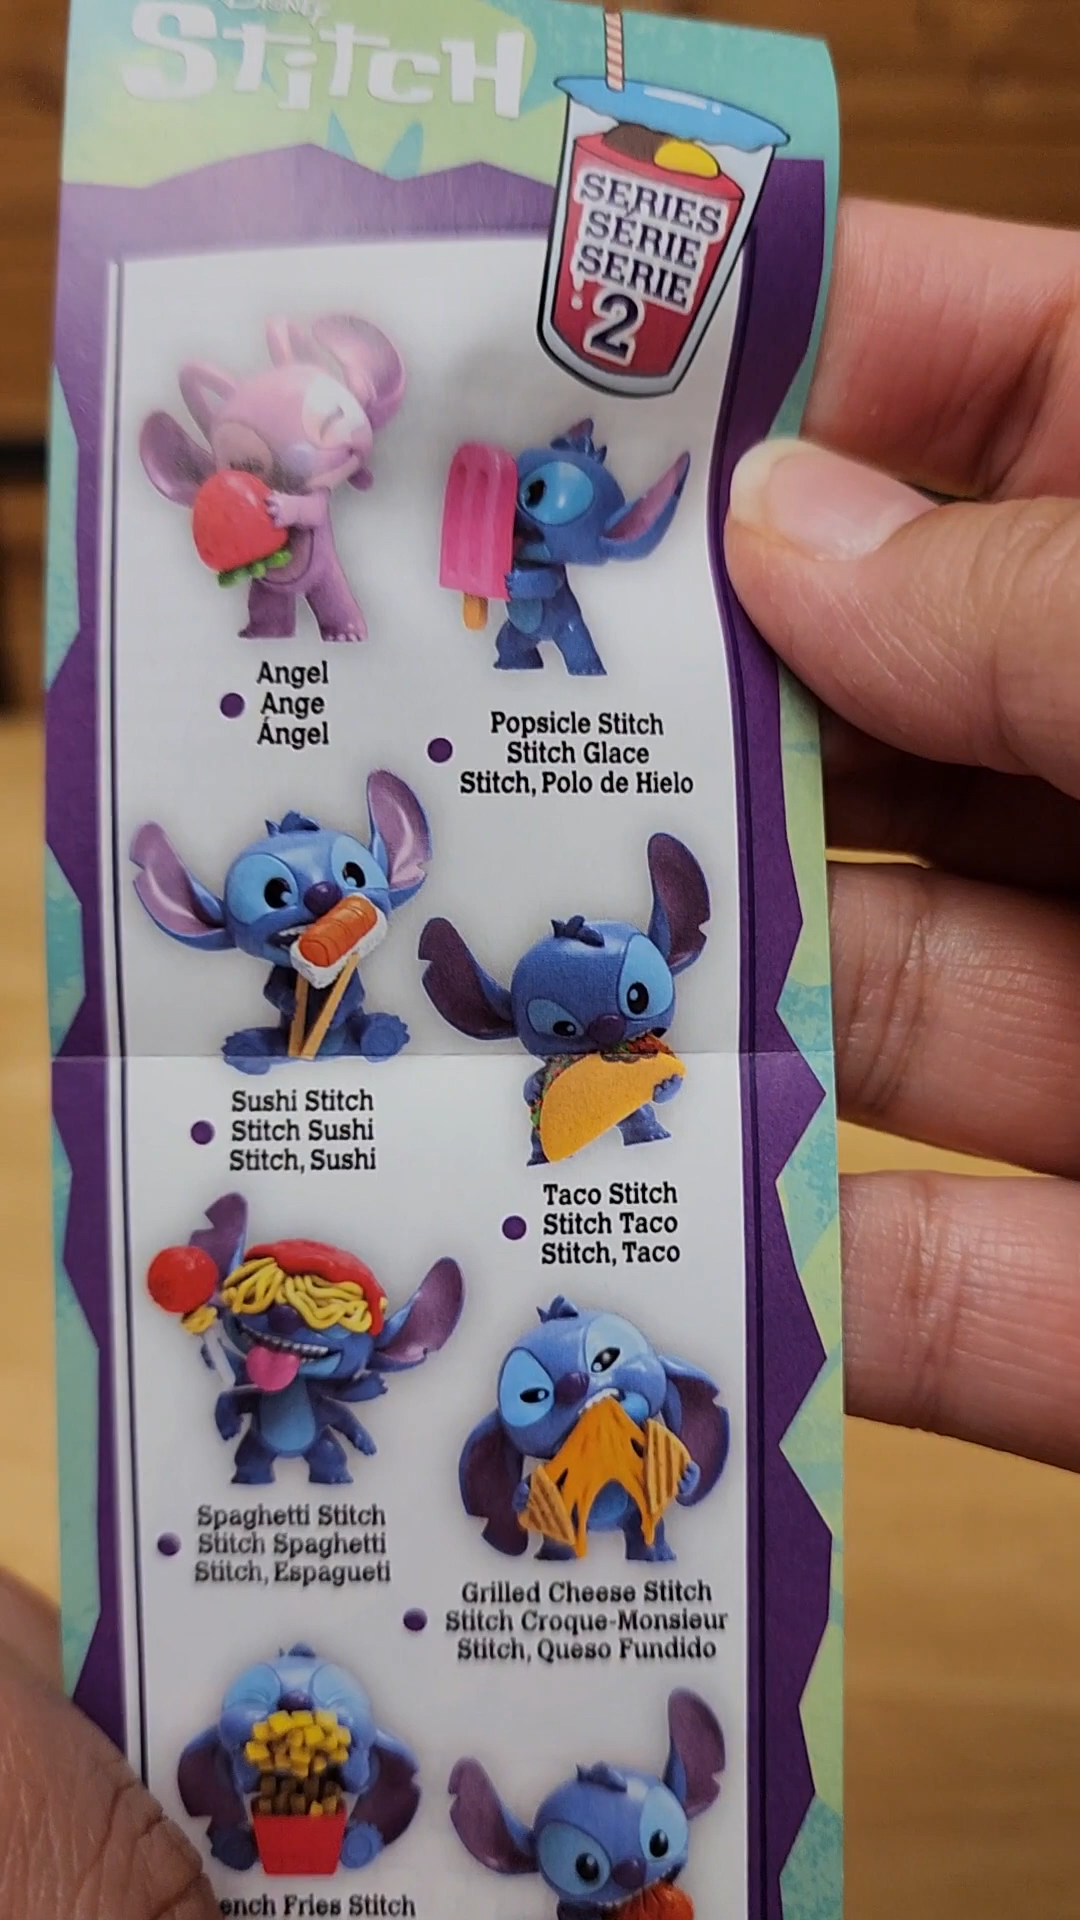 DISNEY
Stitch
SERIES
SÉRIE
SERIE
2
Angel
Ange
Ángel
Popsicle Stitch
Stitch Glace
Stitch, Polo de Hielo
Sushi Stitch
Stitch Sushi
Stitch, Sushi
Taco Stitch
Stitch Taco
Stitch, Taco
Spaghetti Stitch
Stitch Spaghetti
Stitch, Espagueti
Grilled Cheese Stitch
Stitch Croque-Monsieur
Stitch, Queso Fundido
ench Fries Stitch